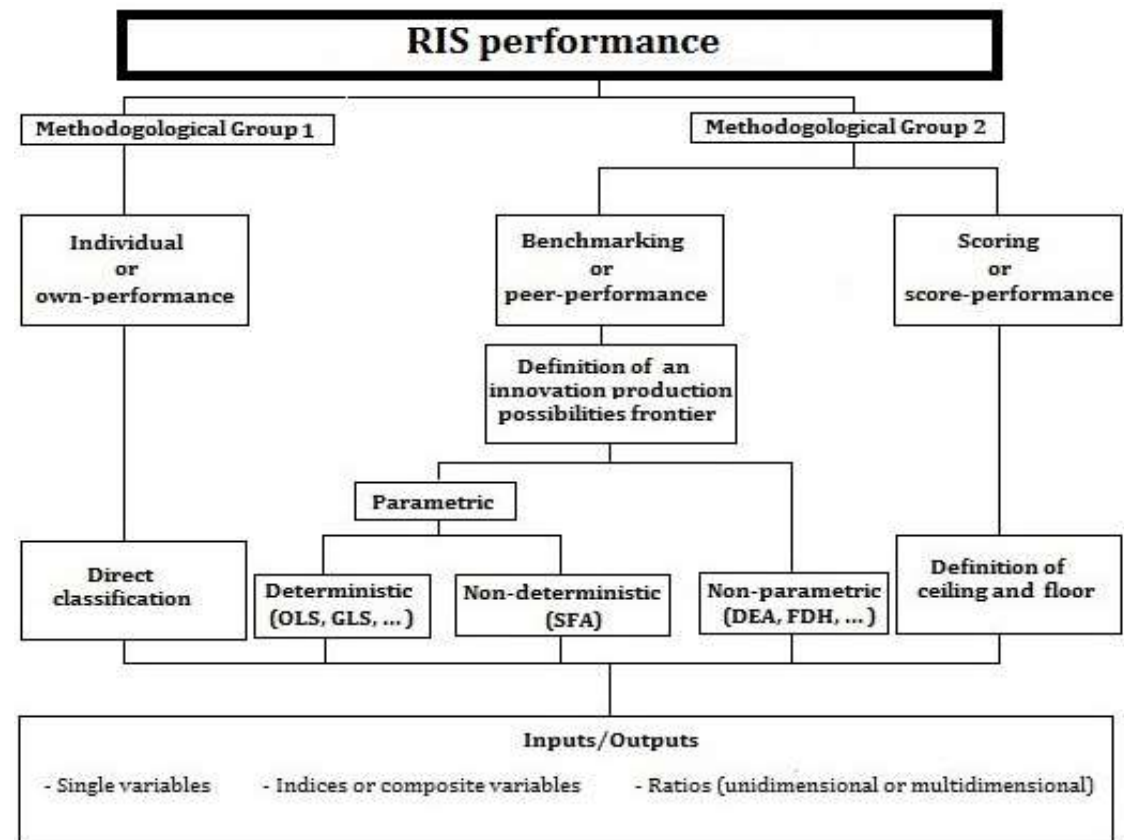 RIS performance
Methodogological Group 1
Methodogological Group 2
Individual
or
own-performance
Benchmarking
or
peer-performance
Scoring
or
score-performance
Definition of an
innovation production
possibilities frontier
Parametric
Direct
classification
Deterministic
(OLS, GLS, ... )
Non-deterministic
(SFA)
Non-parametric
(DEA, FDH, ... )
Definition of
ceiling and floor
Inputs/Outputs
- Single variables - Indices or composite variables - Ratios (unidimensional or multidimensional)